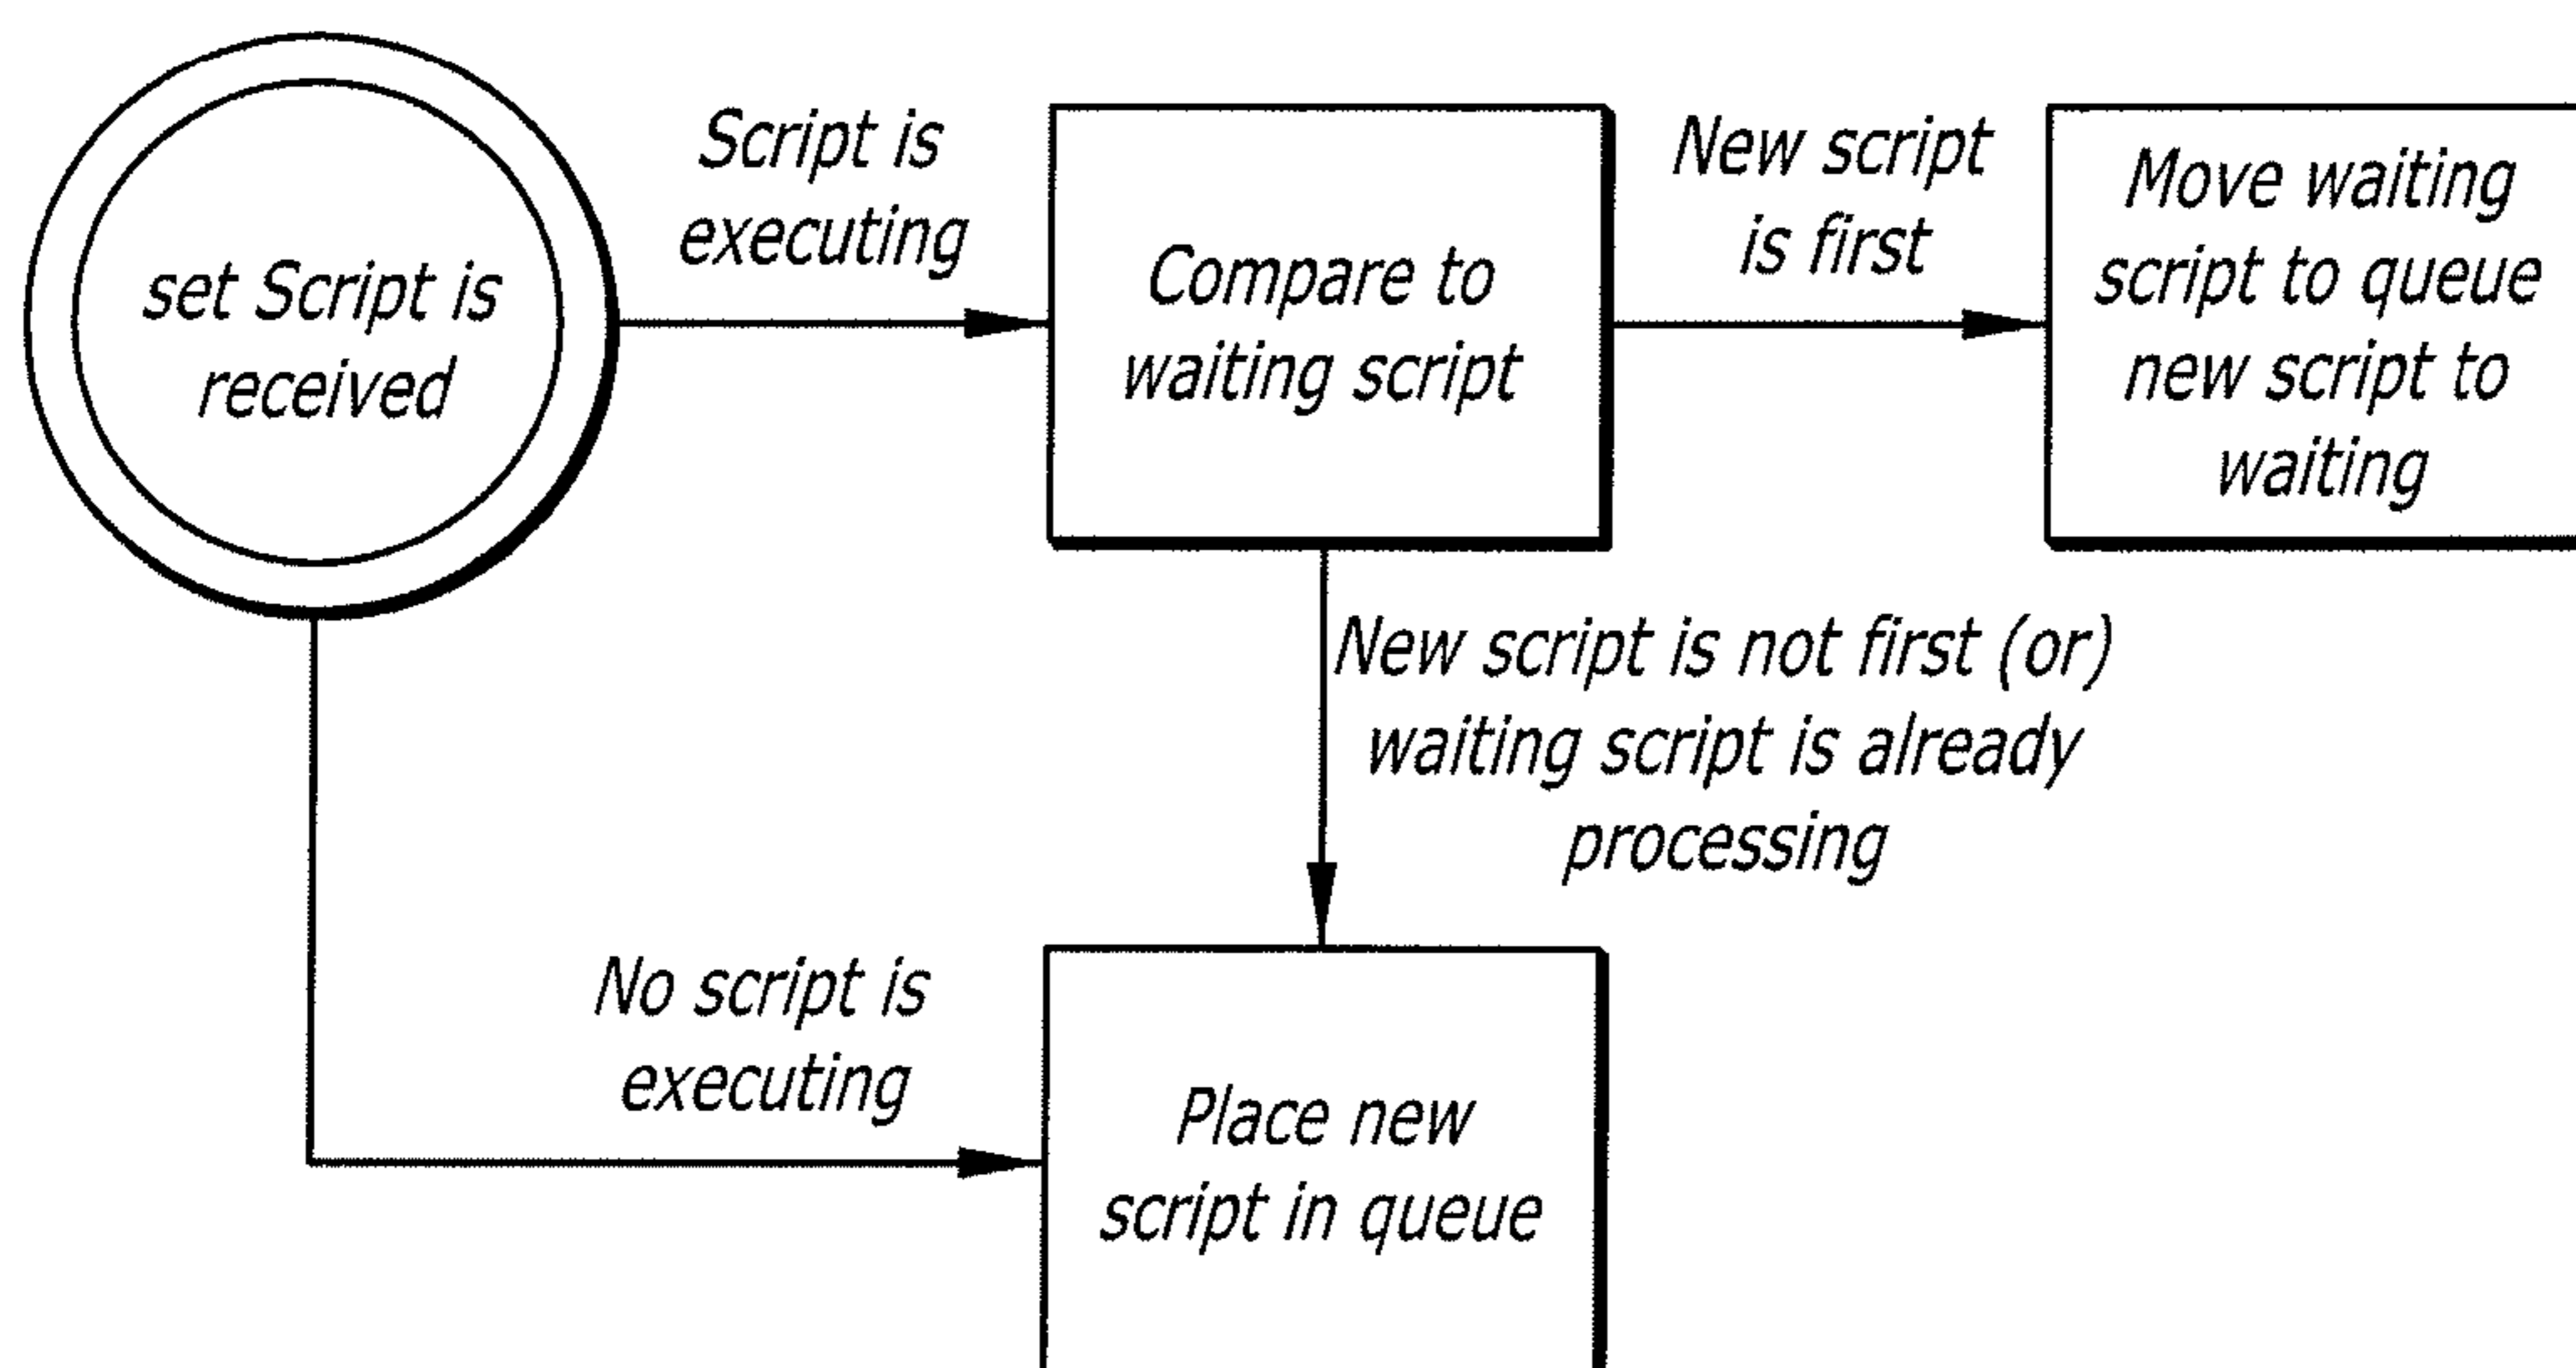 set Script is
received
Script is
executing
Compare to
waiting script
New script
is first
Move waiting
script to queue
new script to
waiting
New script is not first (or)
waiting script is already
processing
No script is
executing
Place new
script in queue